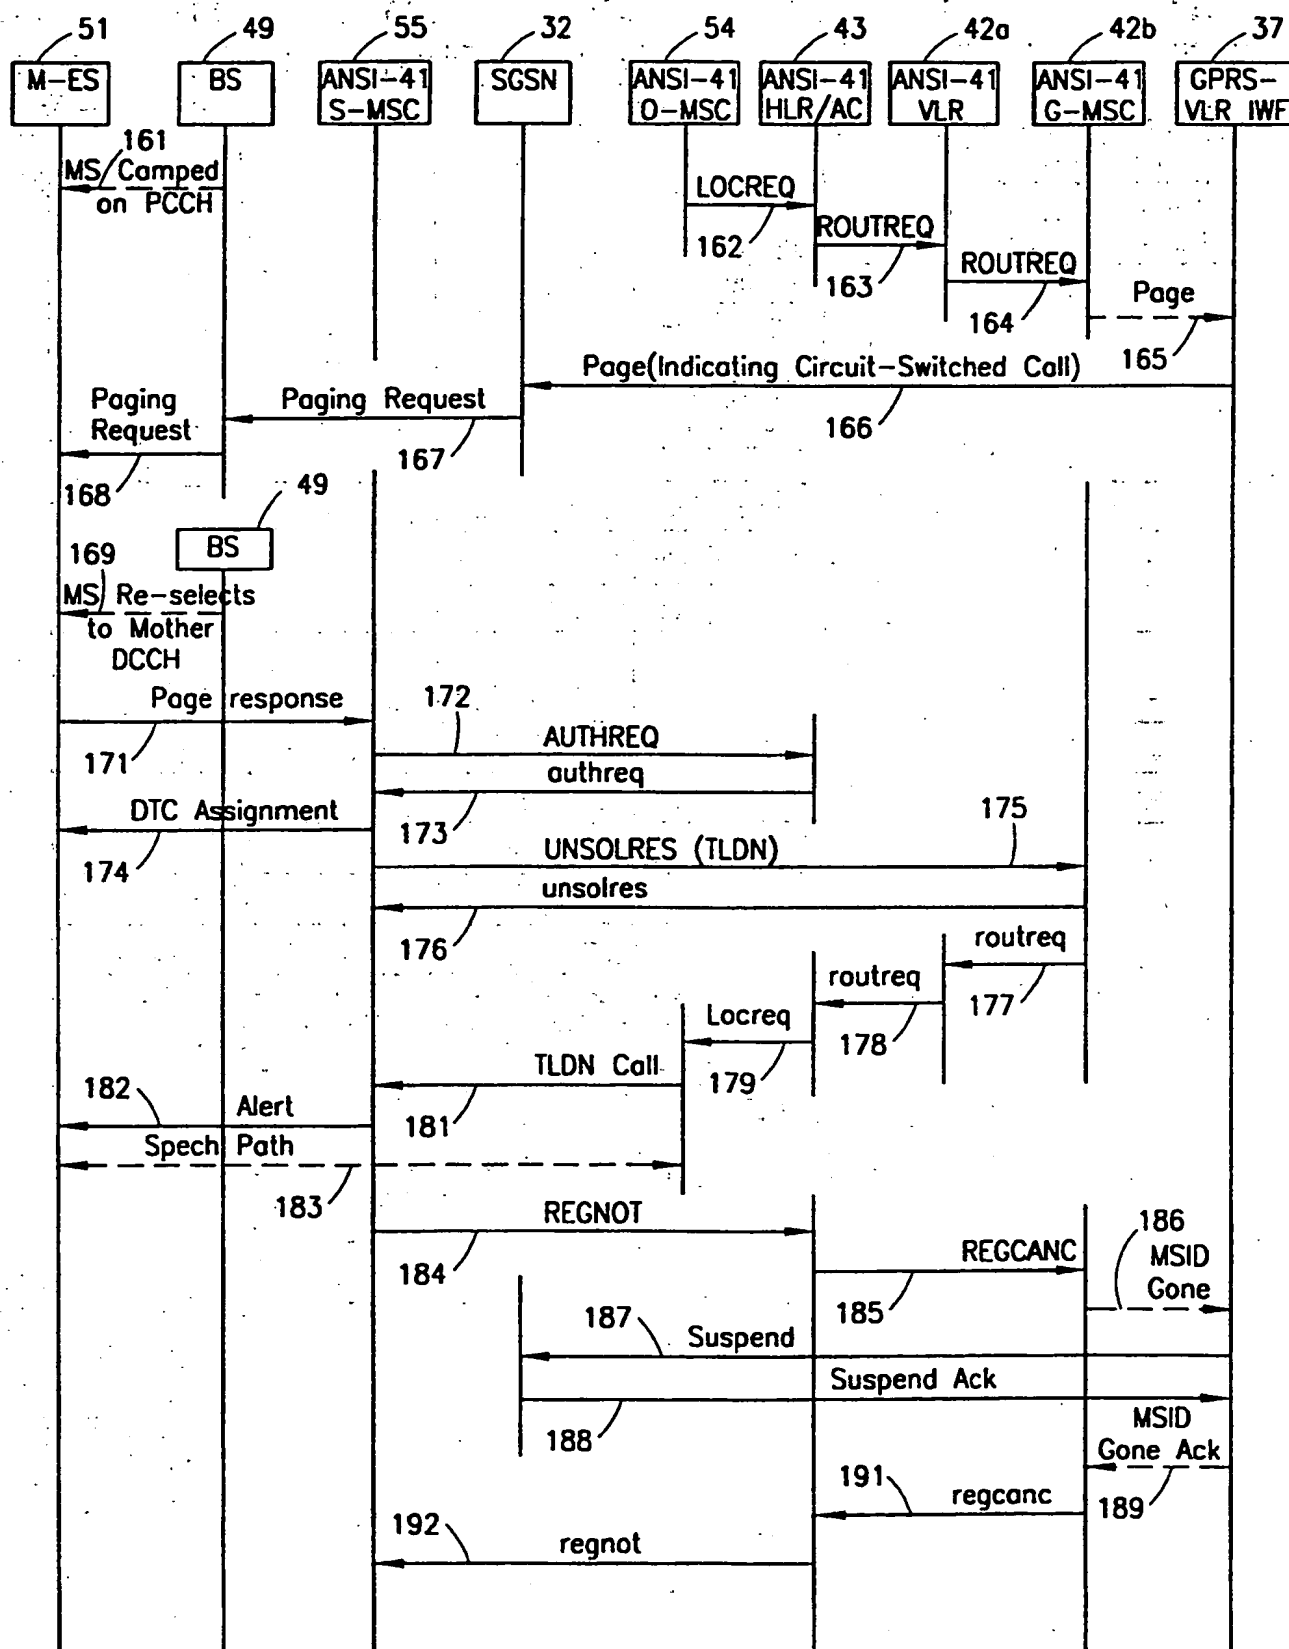 51 49 55 32 54 43 42a 42b 37
M-ES BS ANSI-41 SGSN ANSI-41 ANSI-41 ANSI-41 ANSI-41 GPRS-
S-MSC O-MSC HLR/AC VLR G-MSC VLR IWF
161
MS Camped
on PCCH
LOCREQ
162
ROUTREQ
163
ROUTREQ
164
Page
165
Page(Indicating Circuit-Switched Call)
166
Paging Request
167
Paging
Request
168
49
BS
169
MS Re-selects
to Mother
DCCH
Page response
171
172
AUTHREQ
authreq
173
DTC Assignment
174
175
UNSOLRES (TLDN)
unsolres
176
routreq
177
routreq
178
Locreq
179
TLDN Call
181
182
Alert
Spech Path
183
REGNOT
184
REGCANC
185
186
MSID
Gone
187
Suspend
Suspend Ack
188
MSID
Gone Ack
189
191
regcanc
192
regnot